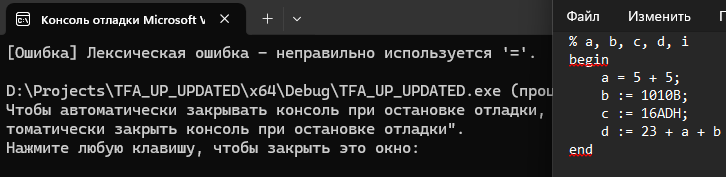 Консоль отладки Microsoft V
[Ошибка] Лексическая ошибка – неправильно используется '='.
D:\Projects\TFA_UP_UPDATED\x64\Debug\TFA_UP_UPDATED.exe (проц
Чтобы автоматически закрывать консоль при остановке отладки,
томатически закрыть консоль при остановке отладки".
Нажмите любую клавишу, чтобы закрыть это окно:
Файл Изменить
% a, b, c, d, i
begin
a = 5 + 5;
b := 1010B;
c := 16ADH;
d := 23 + a + b
end